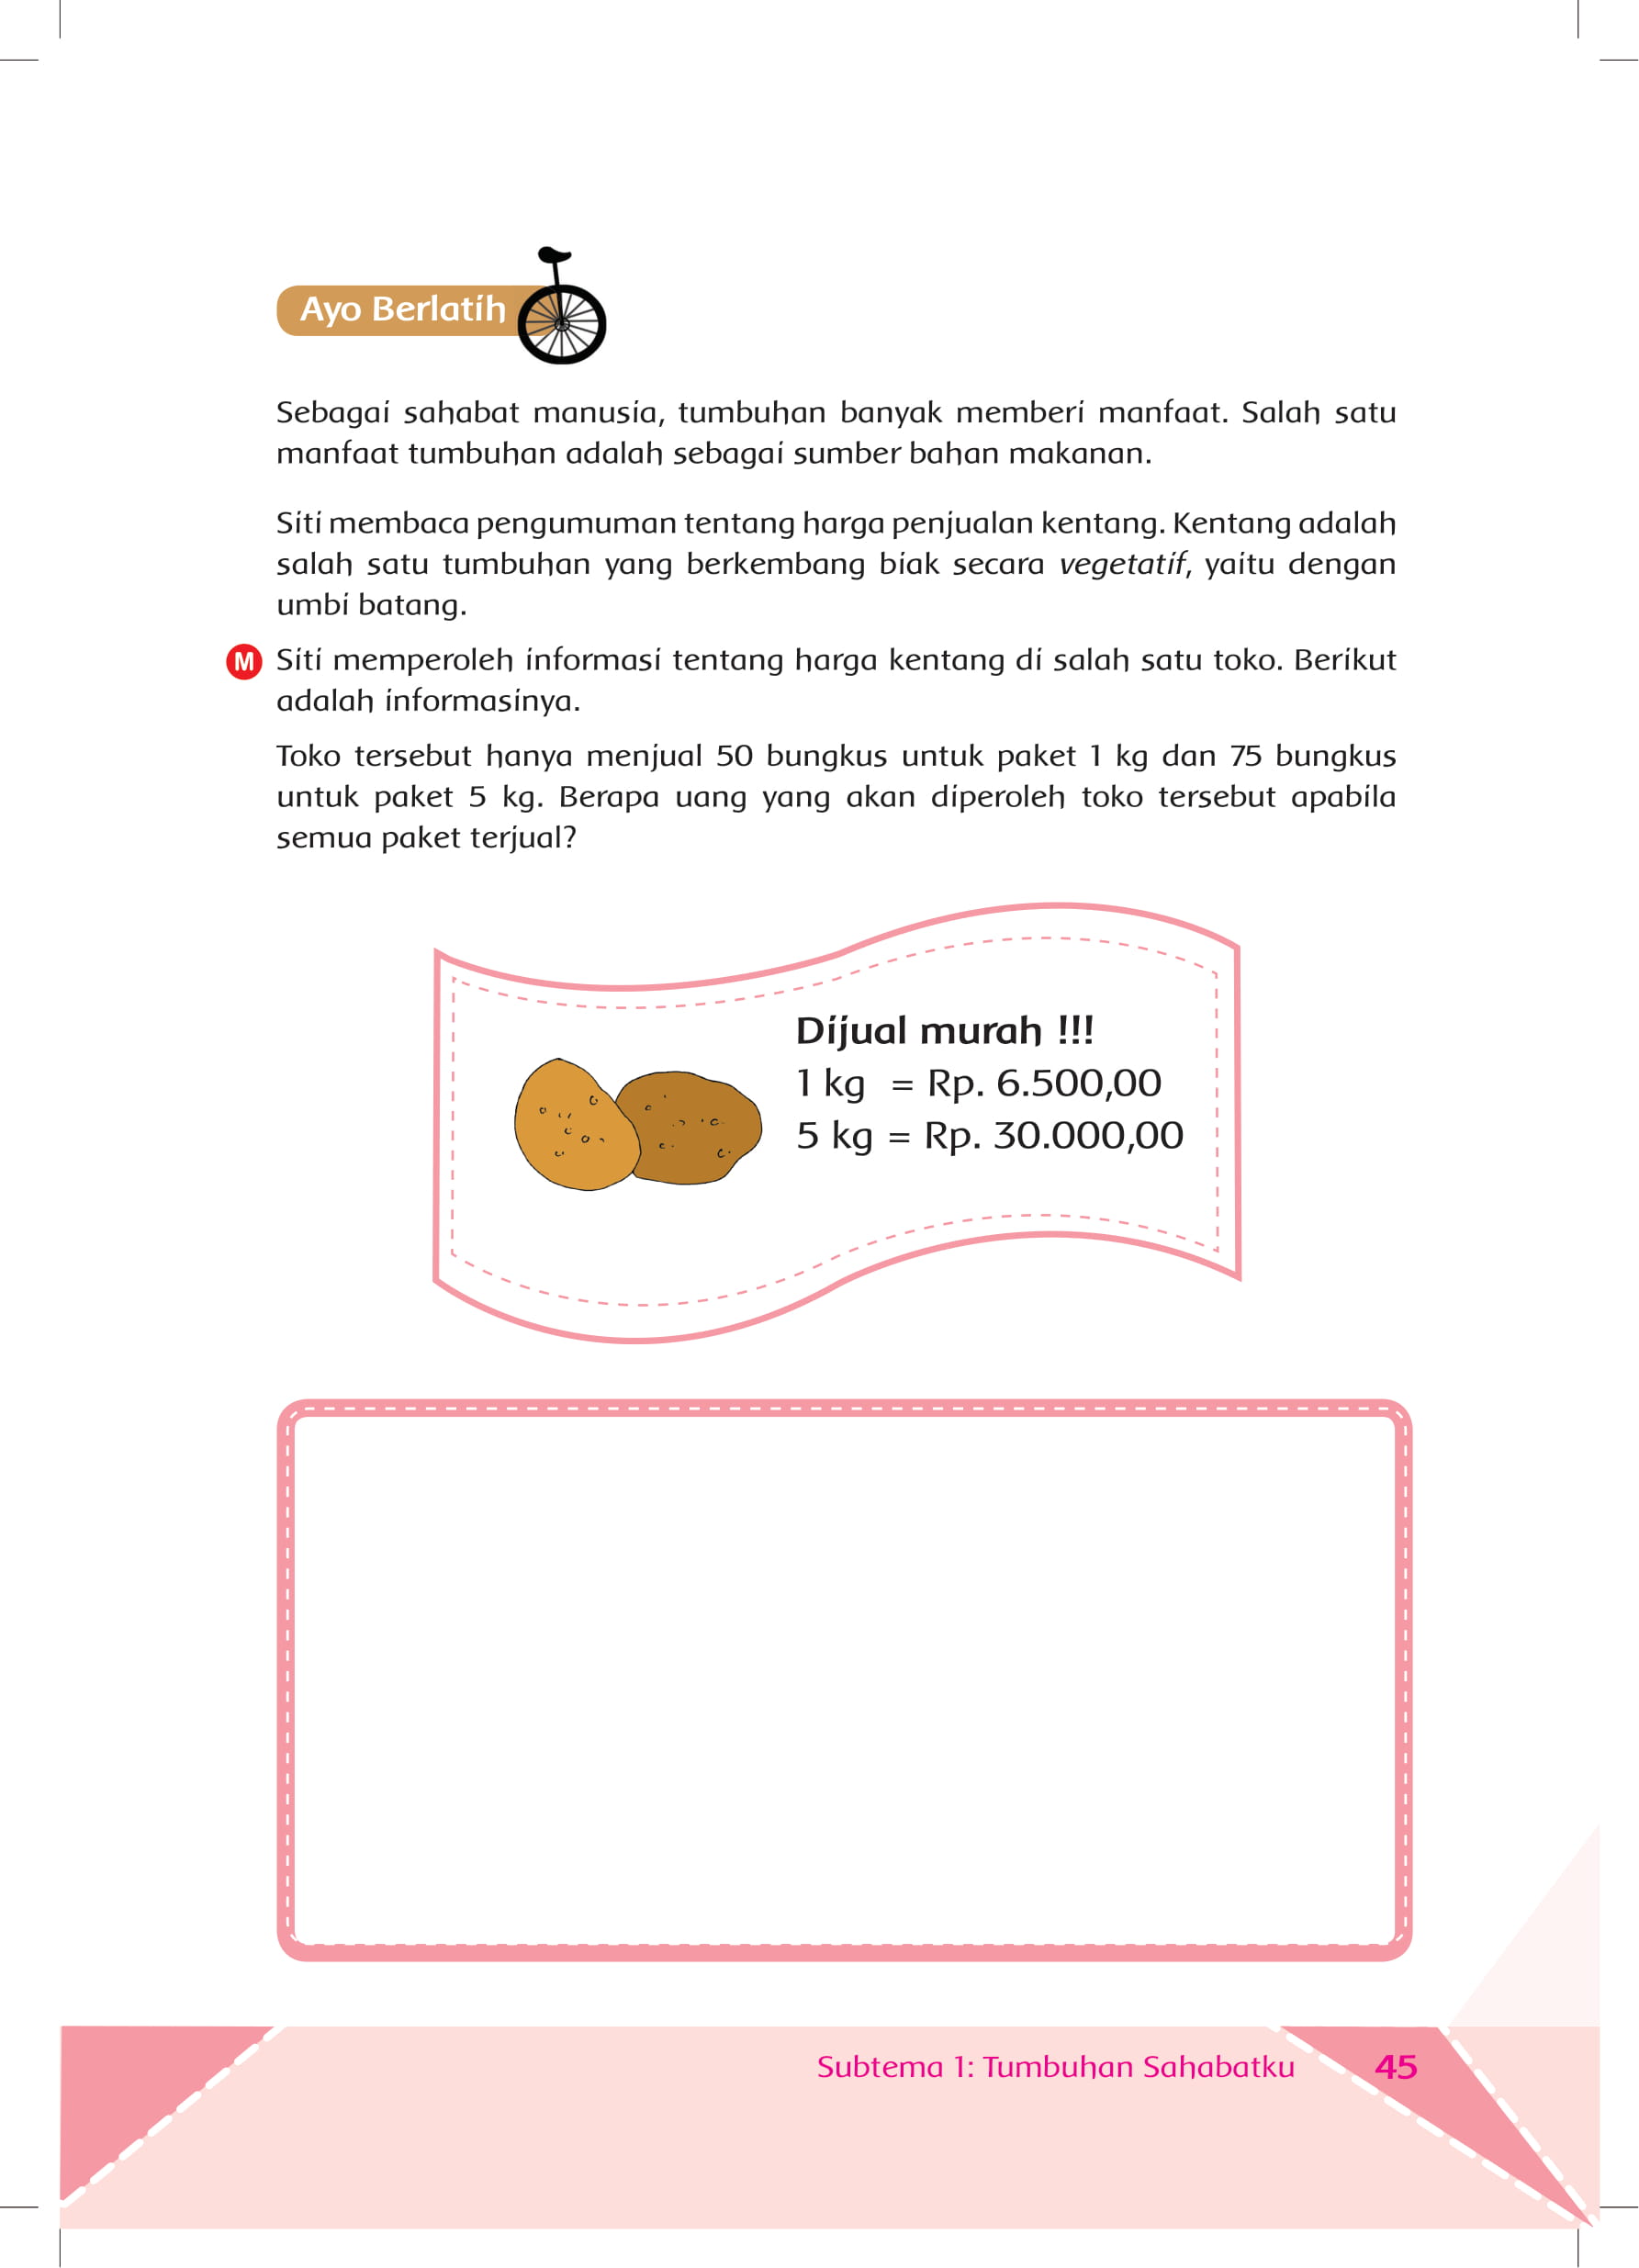 Ayo Berlatih
Sebagai sahabat manusia, tumbuhan banyak memberi manfaat. Salah satu
manfaat tumbuhan adalah sebagai sumber bahan makanan.
Siti membaca pengumuman tentang harga penjualan kentang. Kentang adalah
salah satu tumbuhan yang berkembang biak secara vegetatif, yaitu dengan
umbi batang.
M Siti memperoleh informasi tentang harga kentang di salah satu toko. Berikut
adalah informasinya.
Toko tersebut hanya menjual 50 bungkus untuk paket 1 kg dan 75 bungkus
untuk paket 5 kg. Berapa uang yang akan diperoleh toko tersebut apabila
semua paket terjual?
Dijual murah !!!
1 kg = Rp. 6.500,00
5 kg = Rp. 30.000,00
Subtema 1: Tumbuhan Sahabatku 45